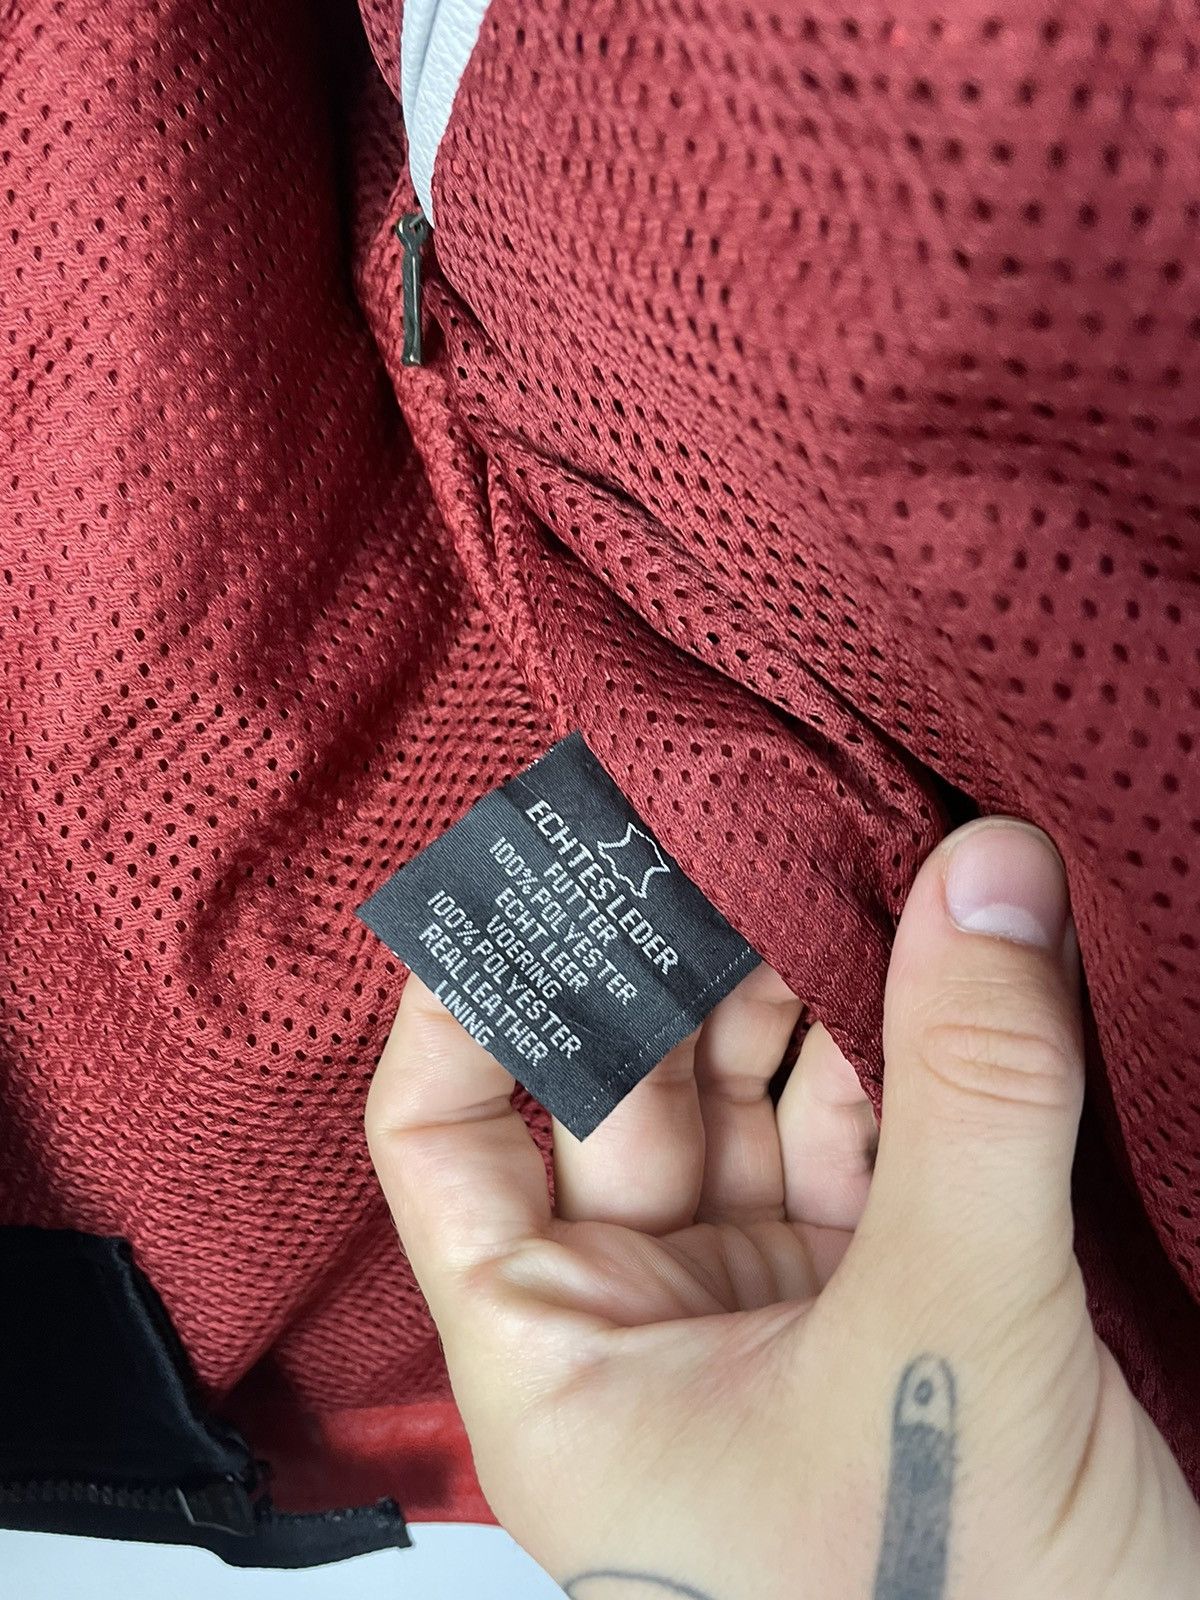 ECHTES LEDER
FUTTER
100% POLYESTER
ECHT LEER
VOERING
100% POLYESTER
REAL LEATHER
LINING